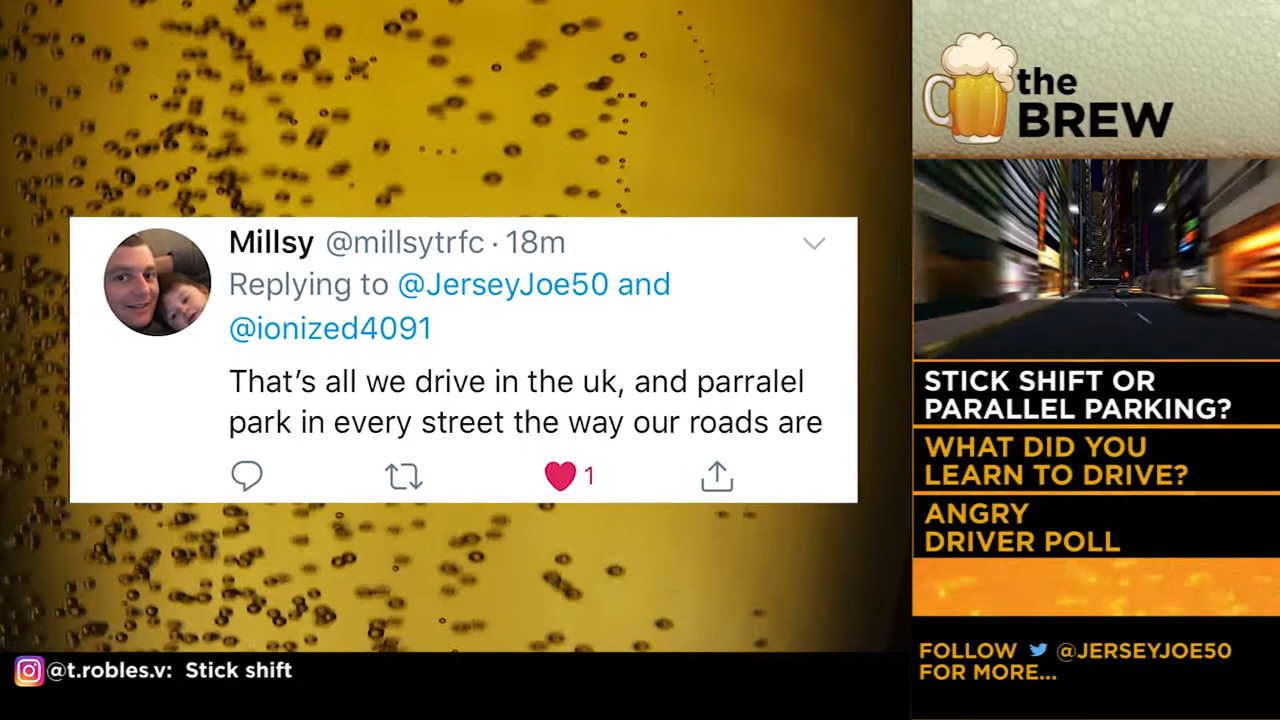 Millsy @millsytrfc · 18m
Replying to @JerseyJoe50 and
@ionized4091
That's all we drive in the uk, and parralel
park in every street the way our roads are
1
the
BREW
STICK SHIFT OR
PARALLEL PARKING?
WHAT DID YOU
LEARN TO DRIVE?
ANGRY
DRIVER POLL
FOLLOW @JERSEYJOE50
FOR MORE...
@t.robles.v: Stick shift